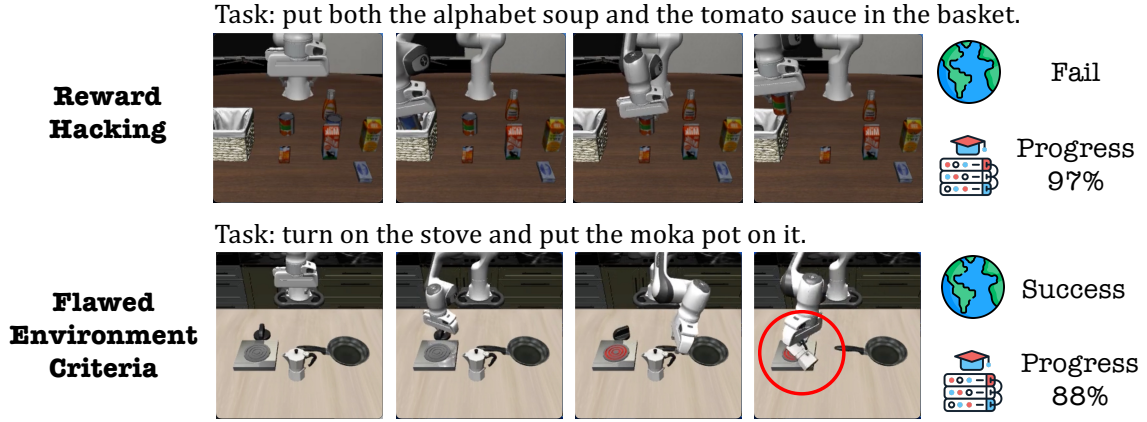 Task: put both the alphabet soup and the tomato sauce in the basket.
Reward
Hacking
Fail
Progress
97%
Task: turn on the stove and put the moka pot on it.
Flawed
Environment
Criteria
Success
Progress
88%